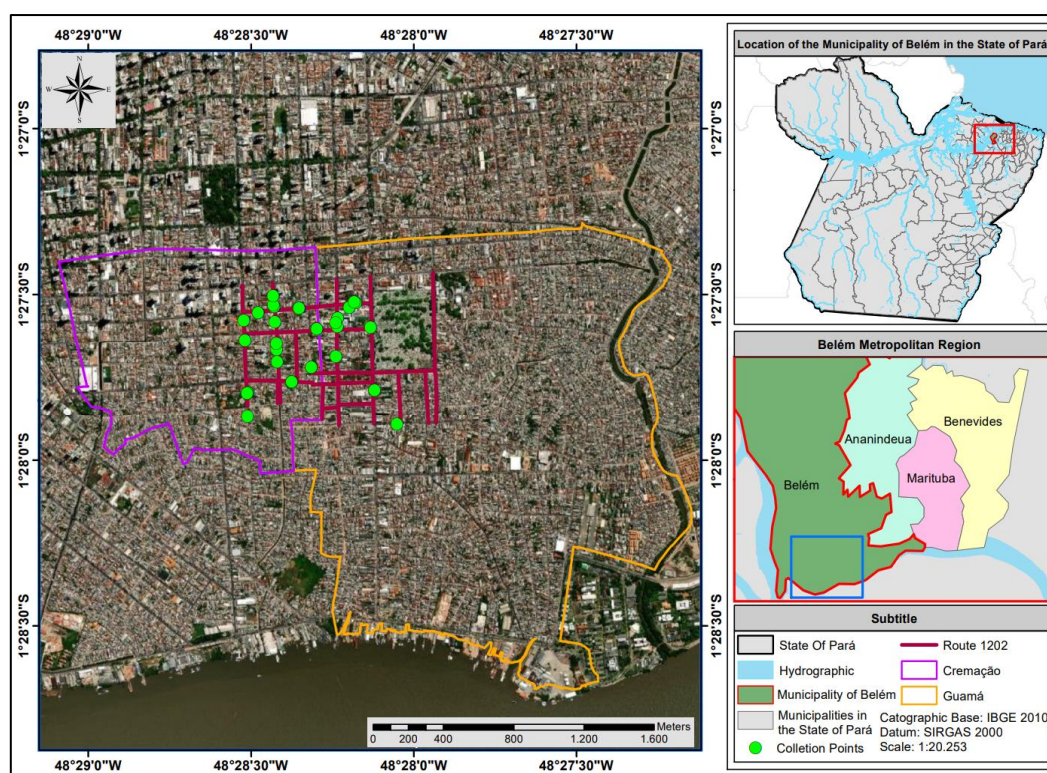 48°29'0"W 48°28'30"W 48°28'0"W 48°27'30"W
N
W E
S
1°27'0"S 1°27'0"S
1°27'30"S 1°27'30"S
1°28'0"S 1°28'0"S
1°28'30"S 1°28'30"S
Meters
0 200 400 800 1.200 1.600
48°29'0"W 48°28'30"W 48°28'0"W 48°27'30"W
Location of the Municipality of Belém in the State of Pará
Belém Metropolitan Region
Benevides
Ananindeua
Marituba
Belém
Subtitle
State Of Pará
Route 1202
Hydrographic
Cremação
Municipality of Belém
Guamá
Municipalities in
the State of Pará
Colletion Points
Catographic Base: IBGE 2010
Datum: SIRGAS 2000
Scale: 1:20.253